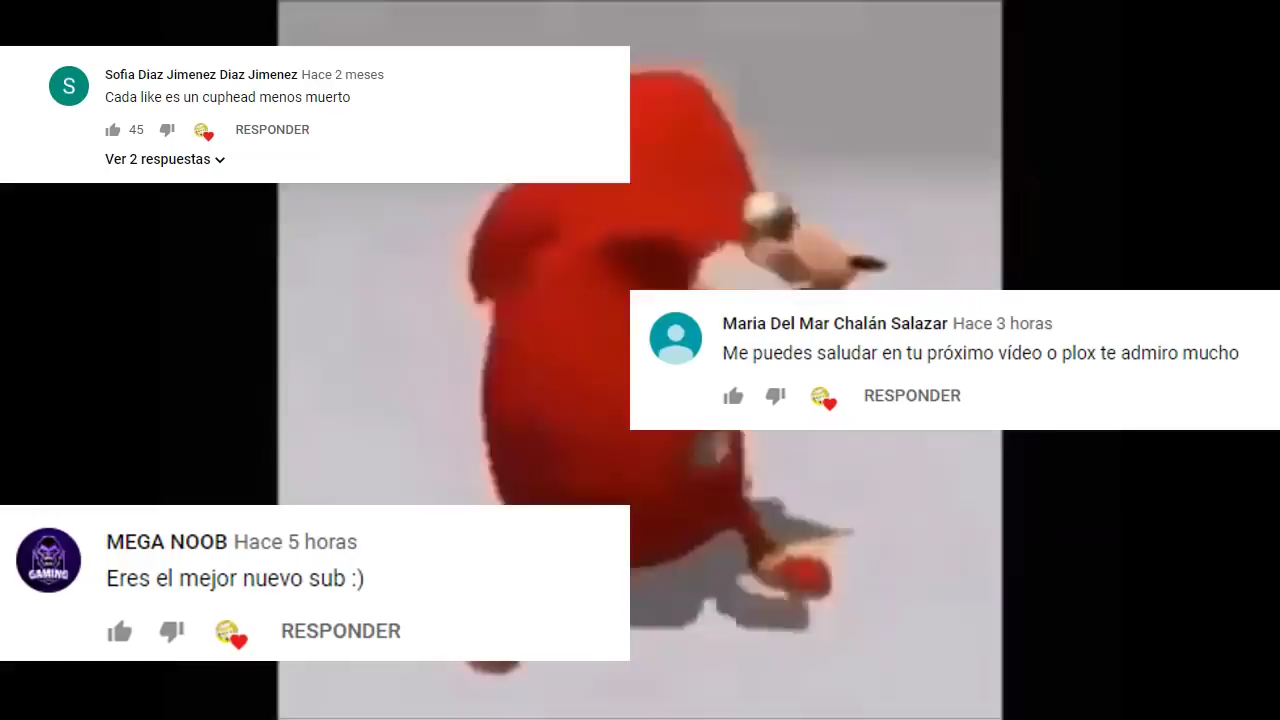 S
Sofia Diaz Jimenez Diaz Jimenez Hace 2 meses
Cada like es un cuphead menos muerto
45 RESPONDER
Ver 2 respuestas
Maria Del Mar Chalán Salazar Hace 3 horas
Me puedes saludar en tu próximo vídeo o plox te admiro mucho
RESPONDER
GAMING
MEGA NOOB Hace 5 horas
Eres el mejor nuevo sub :)
RESPONDER